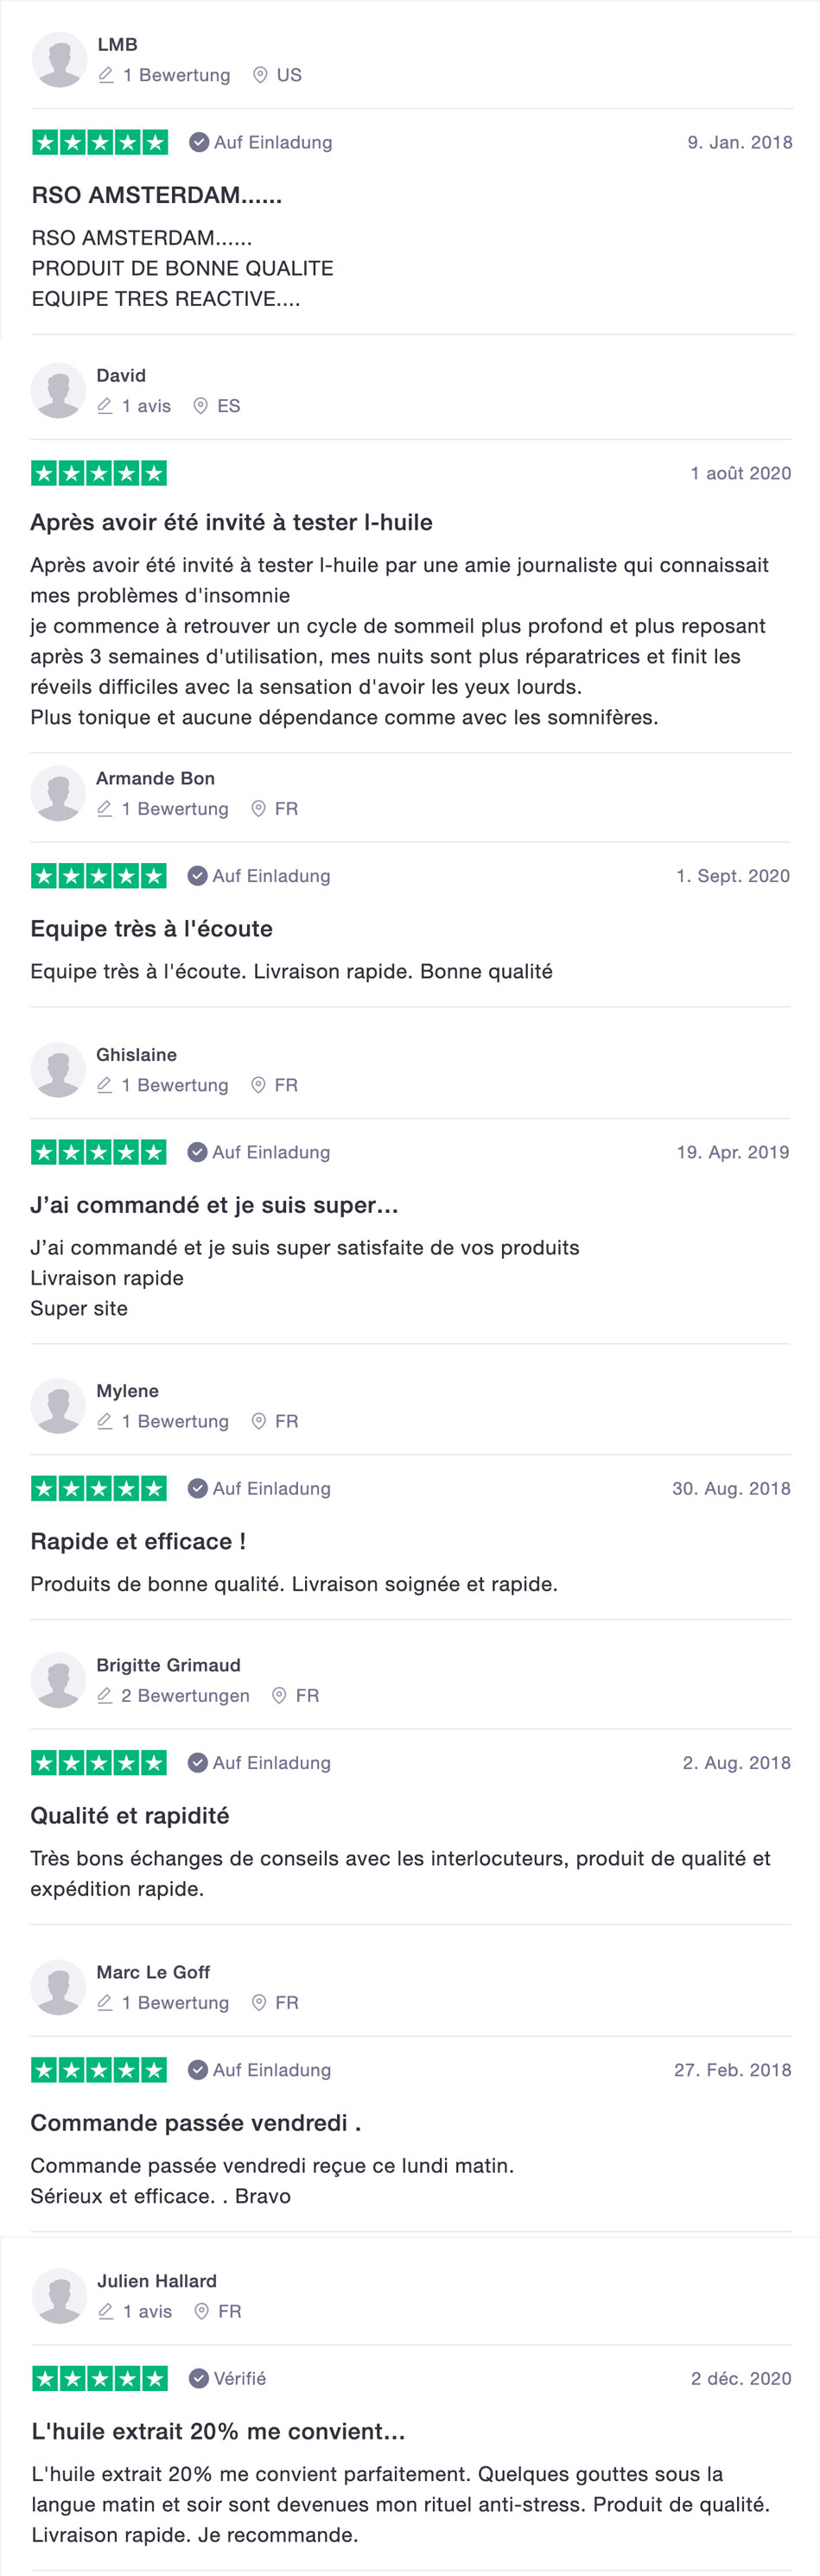 LMB
1 Bewertung US
Auf Einladung 9. Jan. 2018
RSO AMSTERDAM......
RSO AMSTERDAM......
PRODUIT DE BONNE QUALITE
EQUIPE TRES REACTIVE....
David
1 avis ES
1 août 2020
Après avoir été invité à tester l-huile
Après avoir été invité à tester l-huile par une amie journaliste qui connaissait
mes problèmes d'insomnie
je commence à retrouver un cycle de sommeil plus profond et plus reposant
après 3 semaines d'utilisation, mes nuits sont plus réparatrices et finit les
réveils difficiles avec la sensation d'avoir les yeux lourds.
Plus tonique et aucune dépendance comme avec les somnifères.
Armande Bon
1 Bewertung FR
Auf Einladung 1. Sept. 2020
Equipe très à l'écoute
Equipe très à l'écoute. Livraison rapide. Bonne qualité
Ghislaine
1 Bewertung FR
Auf Einladung 19. Apr. 2019
J’ai commandé et je suis super…
J’ai commandé et je suis super satisfaite de vos produits
Livraison rapide
Super site
Mylene
1 Bewertung FR
Auf Einladung 30. Aug. 2018
Rapide et efficace !
Produits de bonne qualité. Livraison soignée et rapide.
Brigitte Grimaud
2 Bewertungen FR
Auf Einladung 2. Aug. 2018
Qualité et rapidité
Très bons échanges de conseils avec les interlocuteurs, produit de qualité et
expédition rapide.
Marc Le Goff
1 Bewertung FR
Auf Einladung 27. Feb. 2018
Commande passée vendredi .
Commande passée vendredi reçue ce lundi matin.
Sérieux et efficace. . Bravo
Julien Hallard
1 avis FR
Vérifié 2 déc. 2020
L'huile extrait 20% me convient…
L'huile extrait 20% me convient parfaitement. Quelques gouttes sous la
langue matin et soir sont devenues mon rituel anti-stress. Produit de qualité.
Livraison rapide. Je recommande.